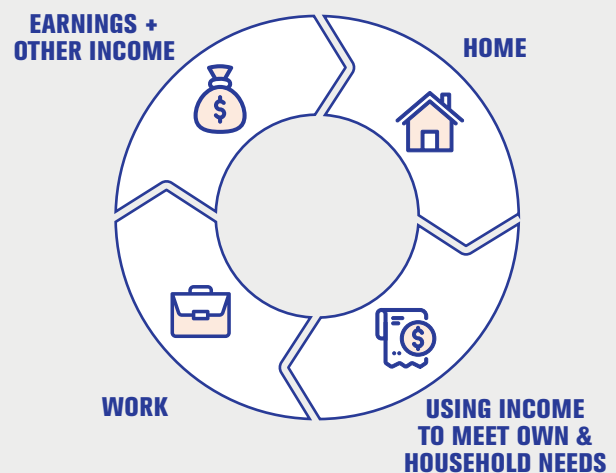 EARNINGS +
OTHER INCOME
HOME
$
$
WORK
USING INCOME
TO MEET OWN &
HOUSEHOLD NEEDS